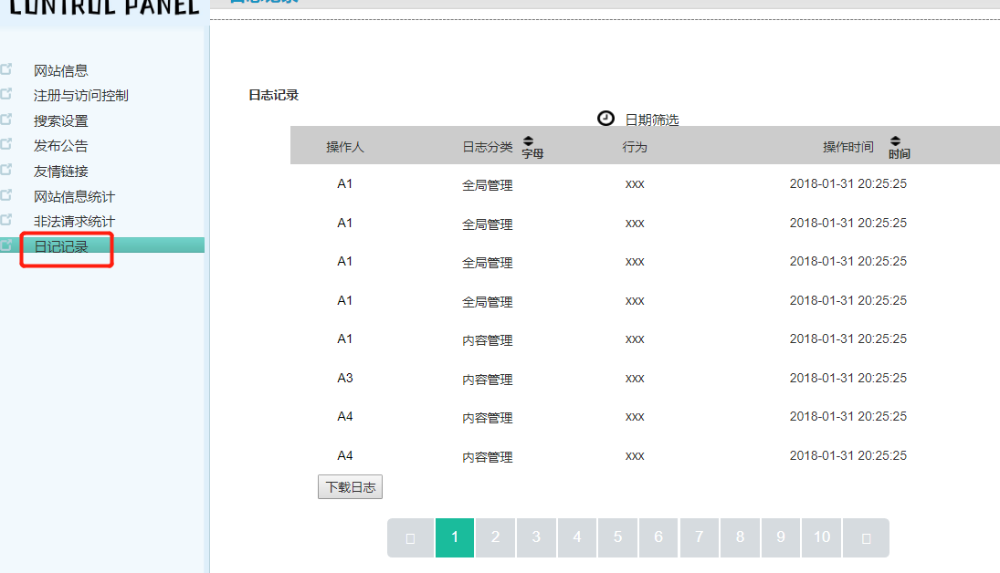 CONTROL PANEL
日志记录
网站信息
注册与访问控制
搜索设置
发布公告
友情链接
网站信息统计
非法请求统计
日记记录
日志记录
日期筛选
操作人 日志分类 字母 行为 操作时间 时间
A1 全局管理 xxx 2018-01-31 20:25:25
A1 全局管理 xxx 2018-01-31 20:25:25
A1 全局管理 xxx 2018-01-31 20:25:25
A1 全局管理 xxx 2018-01-31 20:25:25
A1 内容管理 xxx 2018-01-31 20:25:25
A3 内容管理 xxx 2018-01-31 20:25:25
A4 内容管理 xxx 2018-01-31 20:25:25
A4 内容管理 xxx 2018-01-31 20:25:25
下载日志
1 2 3 4 5 6 7 8 9 10